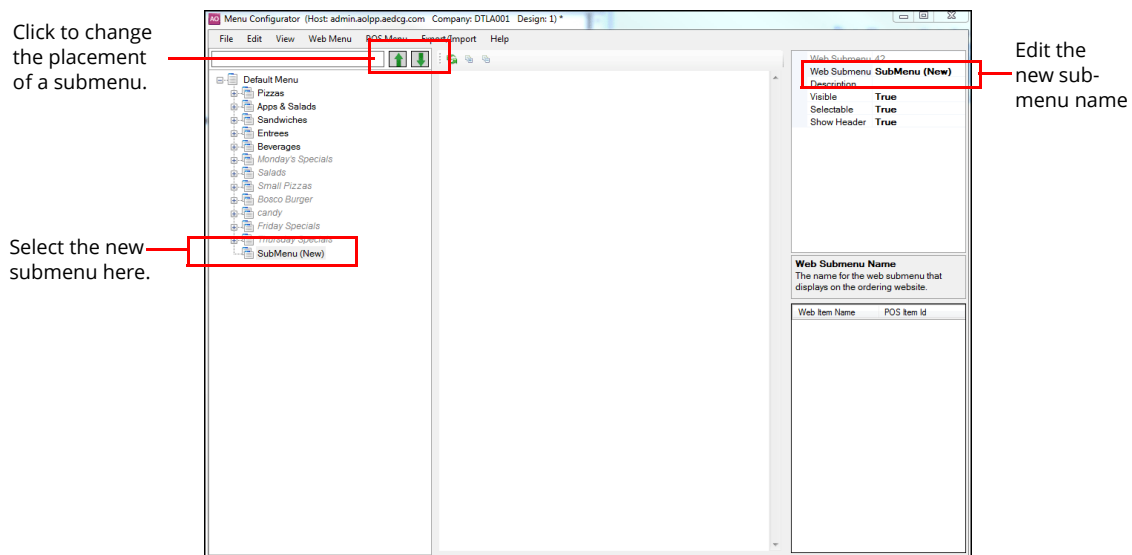 Click to change
the placement
of a submenu.
AO Menu Configurator (Host: admin.aolpp.aedcg.com Company: DTLA001 Design: 1) *
File Edit View Web Menu POS Menu Export/Import Help
Default Menu
Pizzas
Apps & Salads
Sandwiches
Entrees
Beverages
Monday's Specials
Salads
Small Pizzas
Bosco Burger
candy
Friday Specials
Thursday Specials
SubMenu (New)
Select the new
submenu here.
Web Submenu 42
Web Submenu SubMenu (New)
Description
Visible True
Selectable True
Show Header True
Edit the
new sub-
menu name
Web Submenu Name
The name for the web submenu that
displays on the ordering website.
Web Item Name POS Item Id